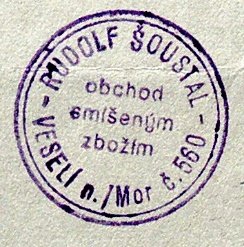 - RUDOLF ŠOUSTAL -
obchod
smíšeným
zbožím
VESELÍ n./Mor č.560